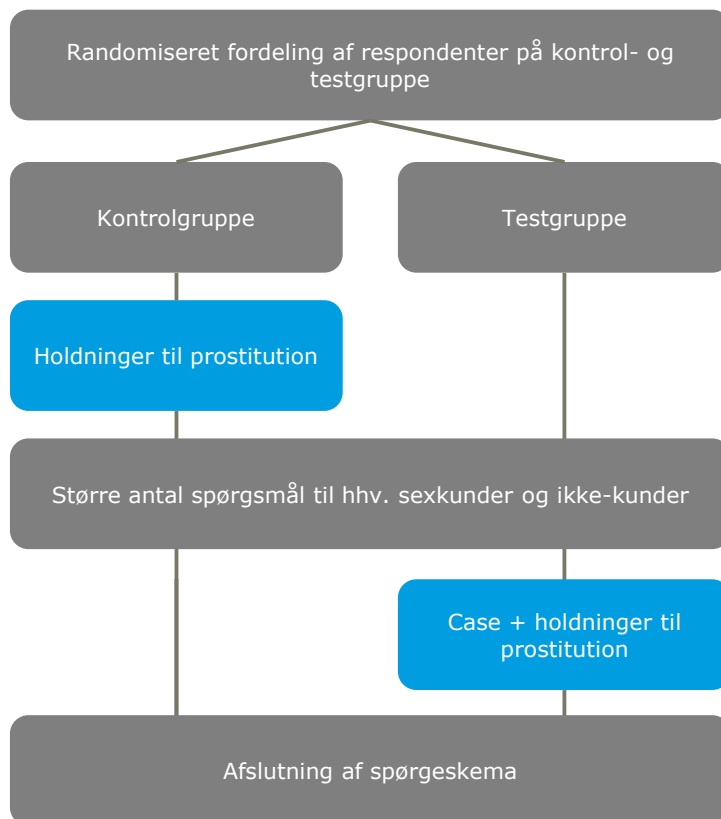 Randomiseret fordeling af respondenter på kontrol- og
testgruppe
Kontrolgruppe
Testgruppe
Holdninger til prostitution
Større antal spørgsmål til hhv. sexkunder og ikke-kunder
Case + holdninger til
prostitution
Afslutning af spørgeskema